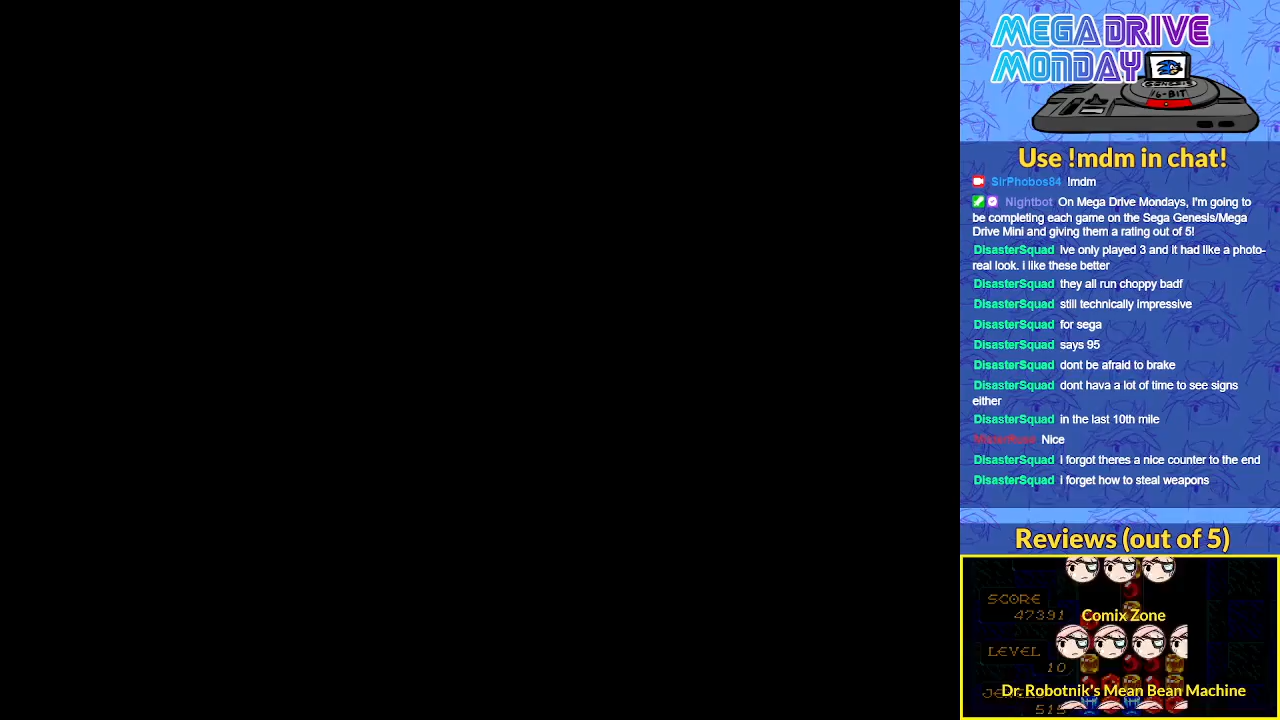 MEGA DRIVE
MONDAY
GENESIS
16-BIT
Use !mdm in chat!
SirPhobos84 !mdm
Nightbot On Mega Drive Mondays, I'm going to
be completing each game on the Sega Genesis/Mega
Drive Mini and giving them a rating out of 5!
DisasterSquad Ive only played 3 and it had like a photo-
real look. i like these better
DisasterSquad they all run choppy badf
DisasterSquad still technically impressive
DisasterSquad for sega
DisasterSquad says 95
DisasterSquad dont be afraid to brake
DisasterSquad dont hava a lot of time to see signs
either
DisasterSquad in the last 10th mile
Nice
DisasterSquad i forgot theres a nice counter to the end
DisasterSquad i forget how to steal weapons
Reviews (out of 5)
SCORE
47391
Comix Zone
LEVEL
10
Dr. Robotnik's Mean Bean Machine
515